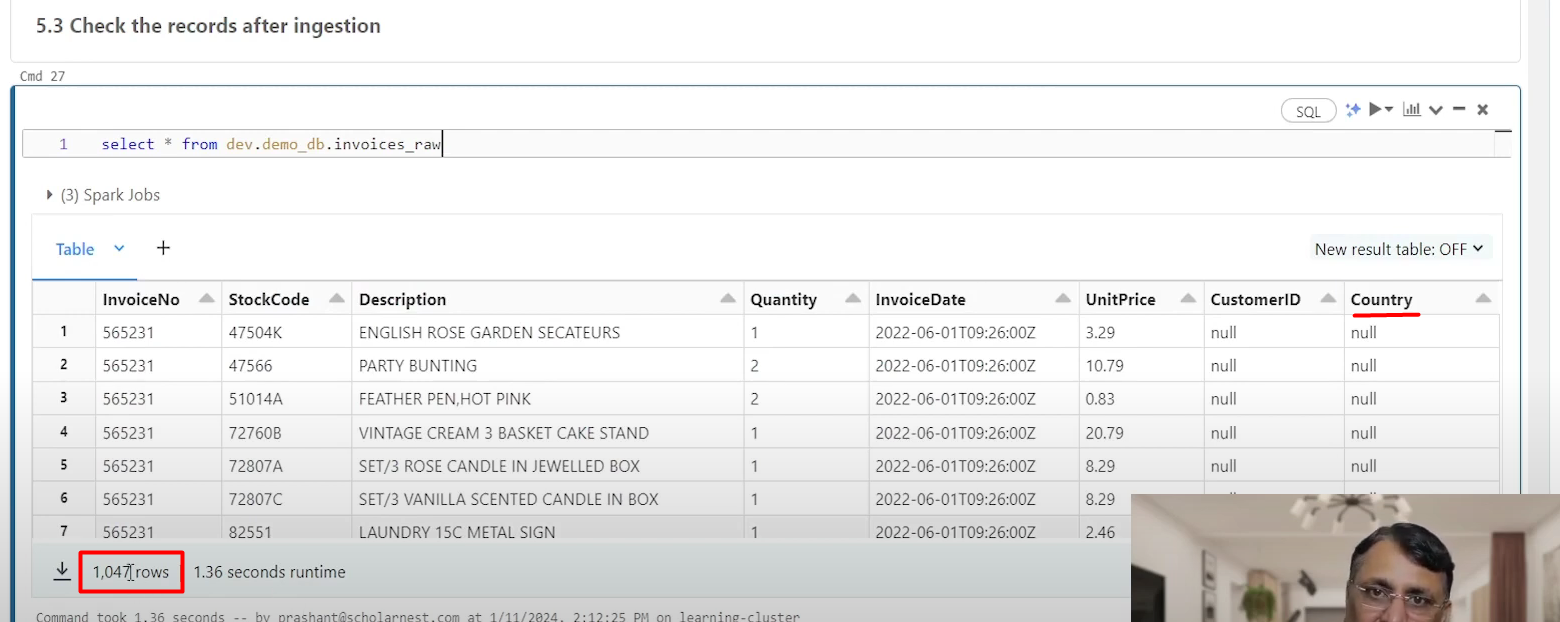 5.3 Check the records after ingestion
Cmd 27
SQL
1 select * from dev.demo_db.invoices_raw
(3) Spark Jobs
Table +
New result table: OFF
InvoiceNo StockCode Description Quantity InvoiceDate UnitPrice CustomerID Country
1 565231 47504K ENGLISH ROSE GARDEN SECATEURS 1 2022-06-01T09:26:00Z 3.29 null null
2 565231 47566 PARTY BUNTING 2 2022-06-01T09:26:00Z 10.79 null null
3 565231 51014A FEATHER PEN,HOT PINK 2 2022-06-01T09:26:00Z 0.83 null null
4 565231 72760B VINTAGE CREAM 3 BASKET CAKE STAND 1 2022-06-01T09:26:00Z 20.79 null null
5 565231 72807A SET/3 ROSE CANDLE IN JEWELLED BOX 1 2022-06-01T09:26:00Z 8.29 null null
6 565231 72807C SET/3 VANILLA SCENTED CANDLE IN BOX 1 2022-06-01T09:26:00Z 8.29
7 565231 82551 LAUNDRY 15C METAL SIGN 1 2022-06-01T09:26:00Z 2.46
1,047 rows 1.36 seconds runtime
Command took 1.36 seconds -- by prashant@scholarnest.com at 1/11/2024, 2:12:25 PM on learning-cluster